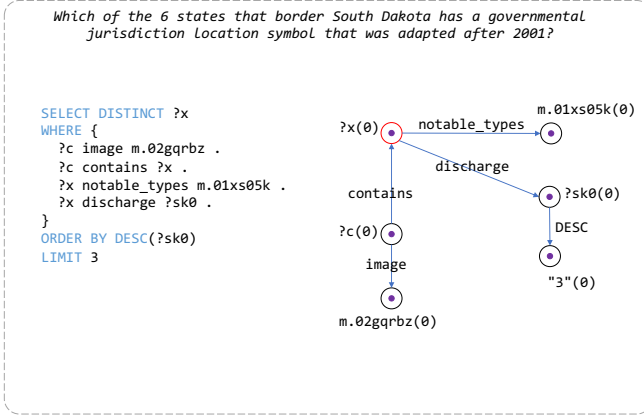 Which of the 6 states that border South Dakota has a governmental
jurisdiction location symbol that was adapted after 2001?
SELECT DISTINCT ?x
WHERE {
?c image m.02gqrbz .
?c contains ?x .
?x notable_types m.01xs05k .
?x discharge ?sk0 .
}
ORDER BY DESC(?sk0)
LIMIT 3
m.01xs05k(0)
?x(0)
notable_types
discharge
contains
?sk0(0)
?c(0)
DESC
image
"3"(0)
m.02gqrbz(0)